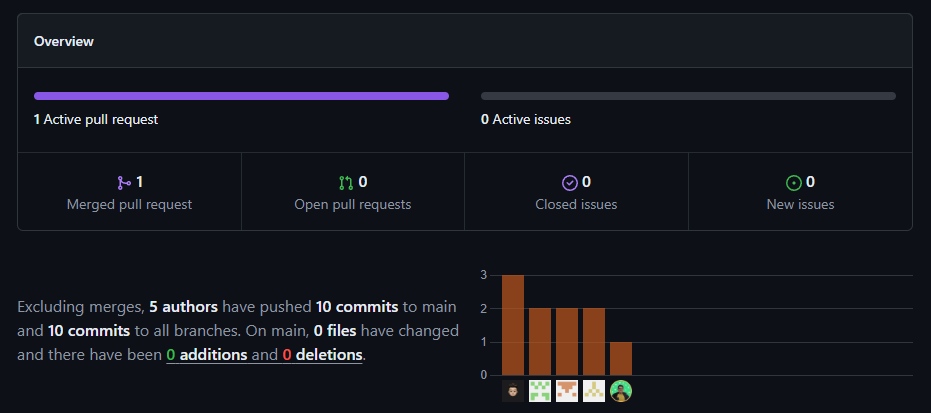 Overview
1 Active pull request
0 Active issues
1
Merged pull request
0
Open pull requests
0
Closed issues
0
New issues
Excluding merges, 5 authors have pushed 10 commits to main
and 10 commits to all branches. On main, 0 files have changed
and there have been 0 additions and 0 deletions.
3
2
1
0